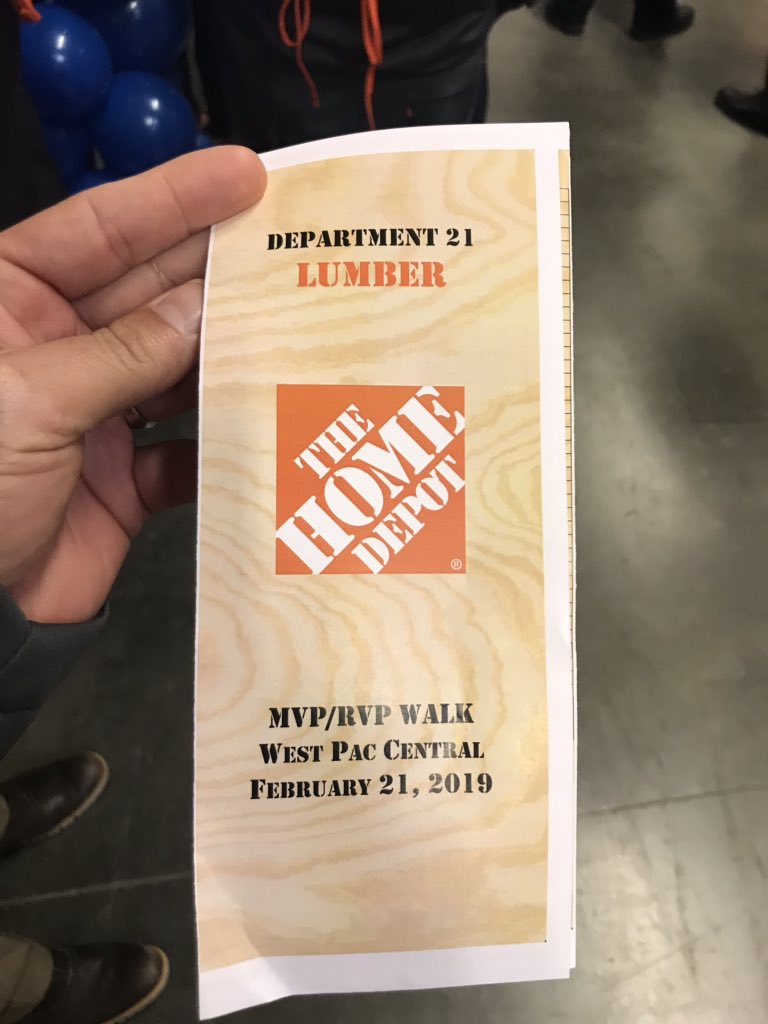 DEPARTMENT 21
LUMBER
THE
HOME
DEPOT
®
MVP/RVP WALK
WEST PAC CENTRAL
FEBRUARY 21, 2019